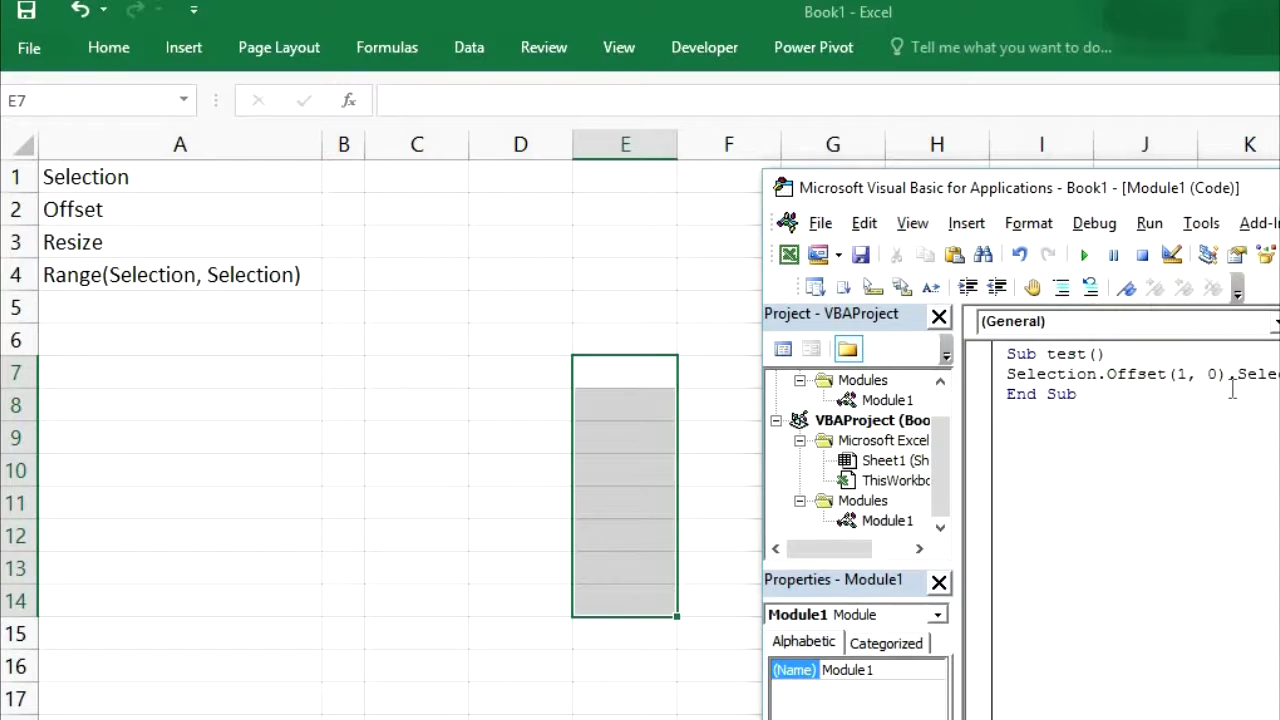 Book1 - Excel
File Home Insert Page Layout Formulas Data Review View Developer Power Pivot Tell me what you want to do...
E7 fx
A B C D E F G H I J K
1 Selection
2 Offset
3 Resize
4 Range(Selection, Selection)
5
6
7
8
9
10
11
12
13
14
15
16
17
Microsoft Visual Basic for Applications - Book1 - [Module1 (Code)]
File Edit View Insert Format Debug Run Tools Add-I
Project - VBAProject
Modules
Module1
VBAProject (Boo
Microsoft Excel
Sheet1 (Sh
ThisWorkbo
Modules
Module1
Properties - Module1
Module1 Module
Alphabetic Categorized
(Name) Module1
(General)
Sub test()
Selection.Offset(1, 0).Selec
End Sub